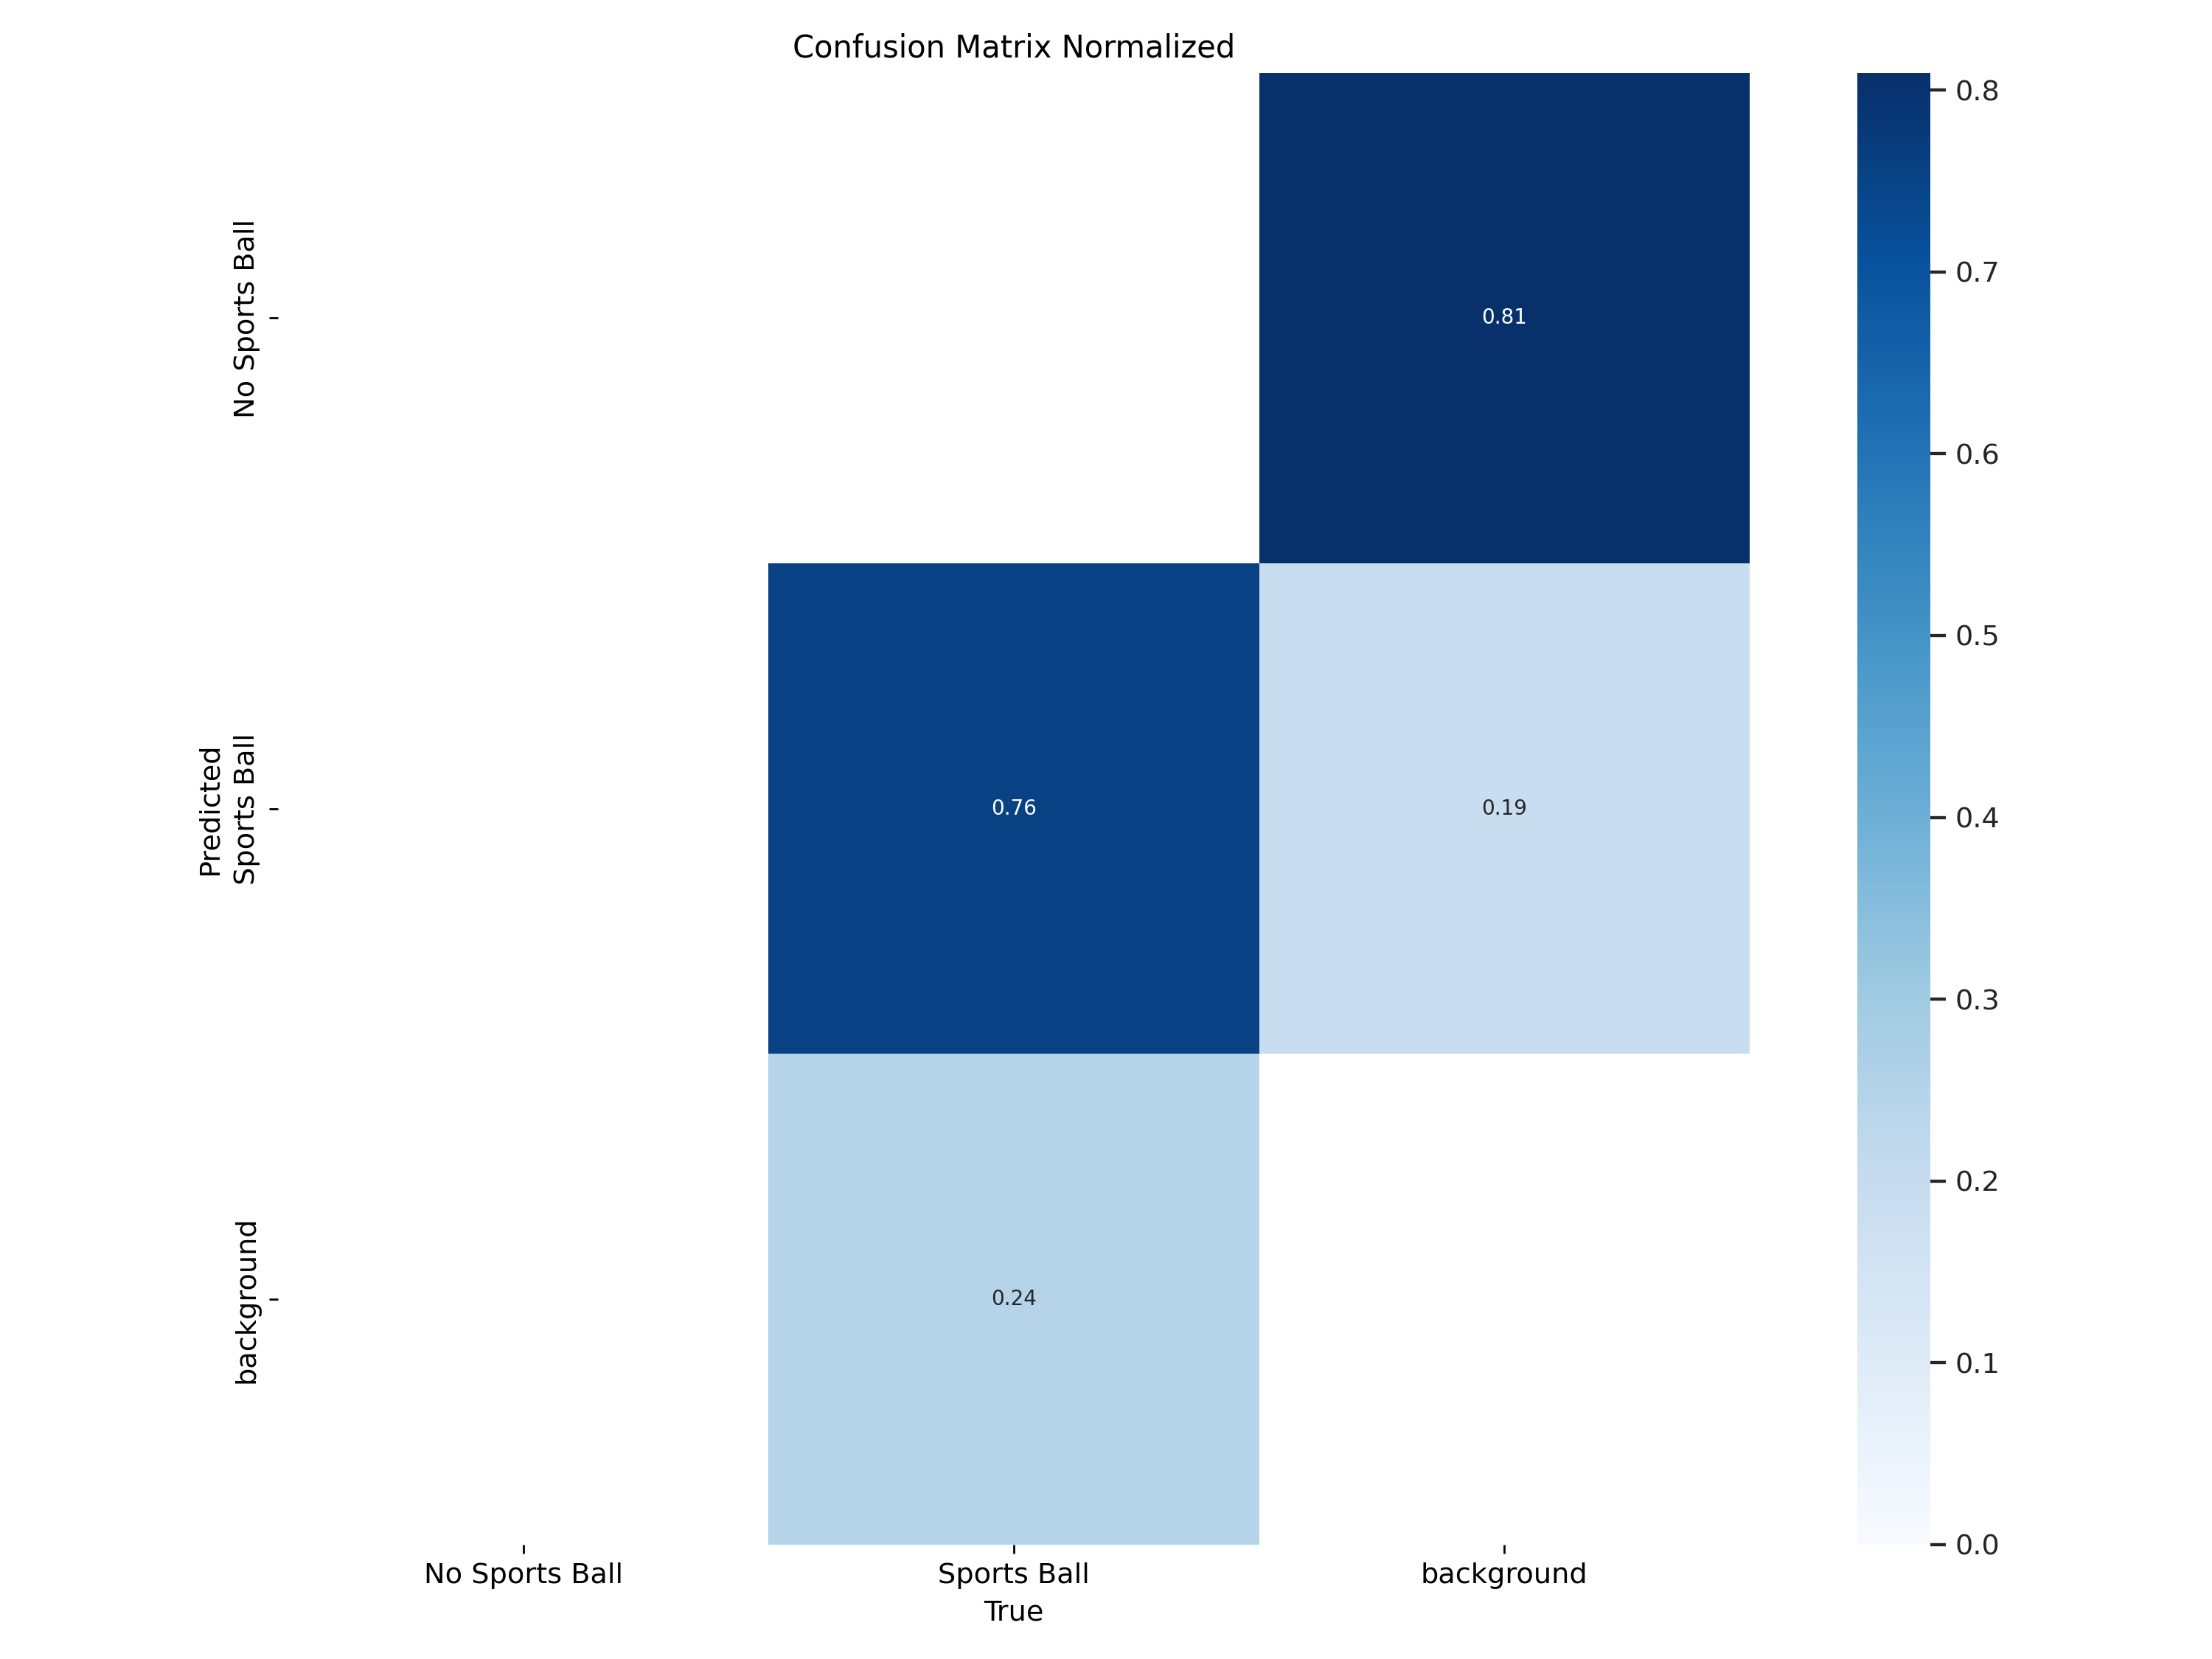 Confusion Matrix Normalized
No Sports Ball
0.81
Predicted
Sports Ball
0.76
0.19
background
0.24
No Sports Ball
Sports Ball
background
True
0.8
0.7
0.6
0.5
0.4
0.3
0.2
0.1
0.0